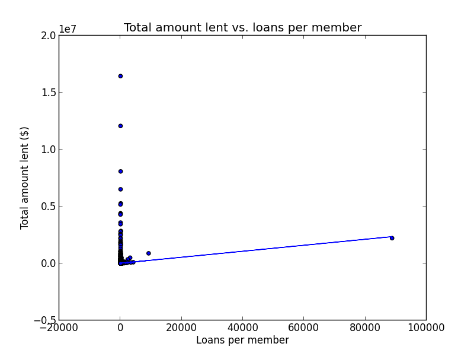 Total amount lent vs. loans per member
1e7
2.0
1.5
1.0
0.5
0.0
−0.5
Total amount lent ($)
−20000 0 20000 40000 60000 80000 100000
Loans per member